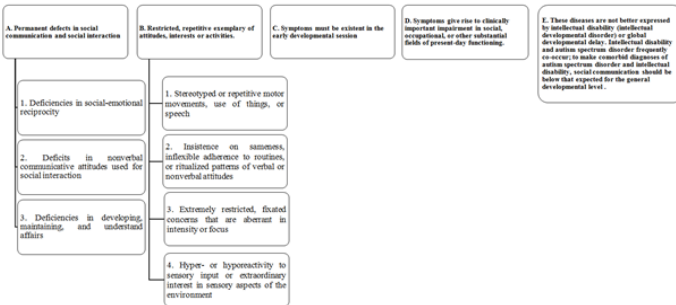 A. Permanent defects in social
communication and social interaction
B. Restricted, repetitive exemplary of
attitudes, interests or activities.
C. Symptoms must be existent in the
early developmental session
D. Symptoms give rise to clinically
important impairment in social,
occupational, or other substantial
fields of present-day functioning.
E. These diseases are not better expressed
by intellectual disability (intellectual
developmental disorder) or global
developmental delay. Intellectual disability
and autism spectrum disorder frequently
co-occur; to make comorbid diagnoses of
autism spectrum disorder and intellectual
disability, social communication should be
below that expected for the general
developmental level .
1. Deficiencies in social-emotional
reciprocity
2. Deficits in nonverbal
communicative attitudes used for
social interaction
3. Deficiencies in developing,
maintaining, and understand
affairs
1. Stereotyped or repetitive motor
movements, use of things, or
speech
2. Insistence on sameness,
inflexible adherence to routines,
or ritualized patterns of verbal or
nonverbal attitudes
3. Extremely restricted, fixated
concerns that are aberrant in
intensity or focus
4. Hyper- or hyporeactivity to
sensory input or extraordinary
interest in sensory aspects of the
environment